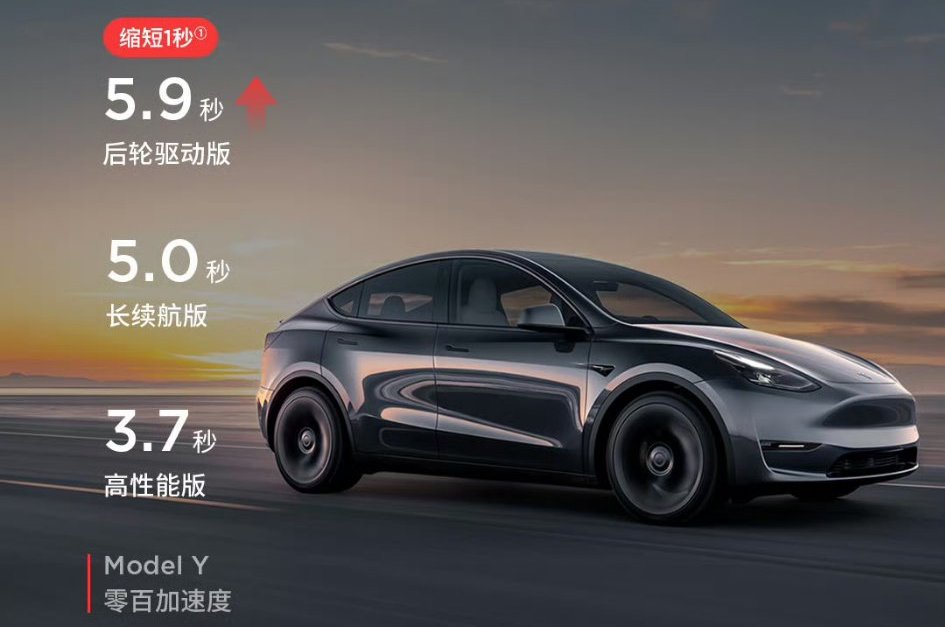 缩短1秒①
5.9 秒
后轮驱动版
5.0 秒
长续航版
3.7 秒
高性能版
Model Y
零百加速度